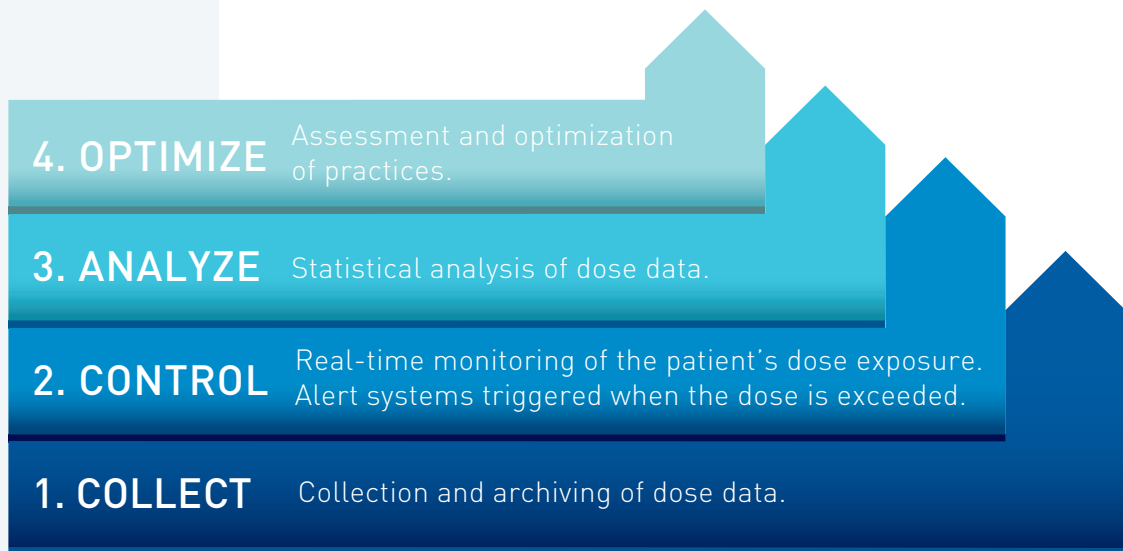 4. OPTIMIZE
Assessment and optimization
of practices.
3. ANALYZE
Statistical analysis of dose data.
2. CONTROL
Real-time monitoring of the patient’s dose exposure.
Alert systems triggered when the dose is exceeded.
1. COLLECT
Collection and archiving of dose data.